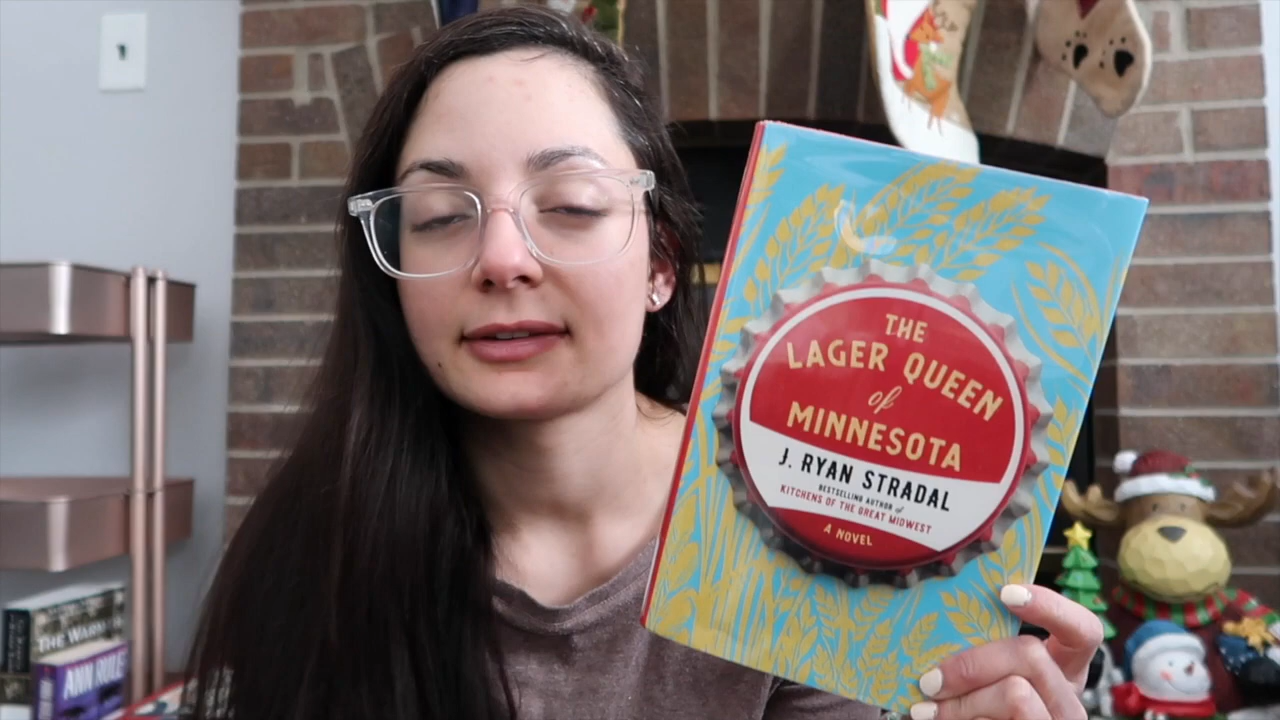 THE
LAGER QUEEN
of
MINNESOTA
J. RYAN STRADAL
BESTSELLING AUTHOR of
KITCHENS OF THE GREAT MIDWEST
A NOVEL
THE WARM
ANN RULE